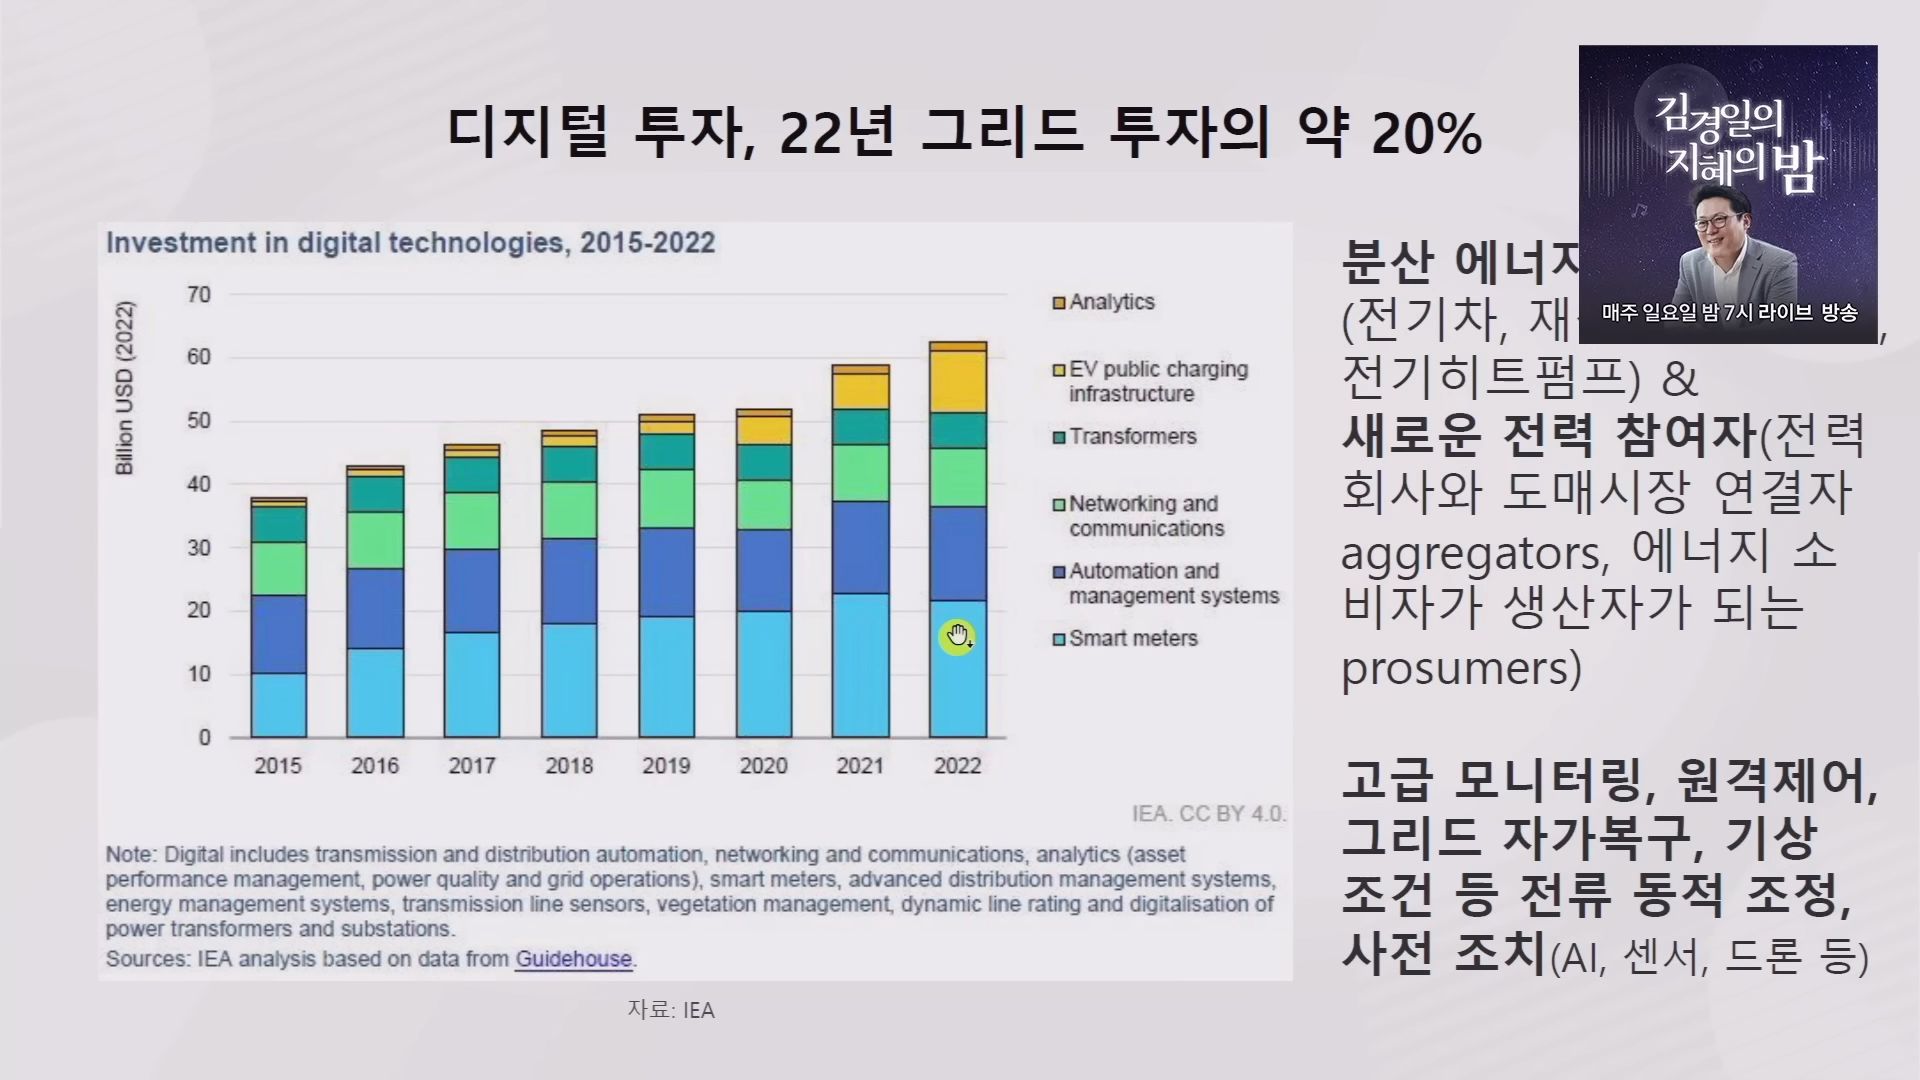 디지털 투자, 22년 그리드 투자의 약 20%
김경일의
지혜의 밤
매주 일요일 밤 7시 라이브 방송
Investment in digital technologies, 2015-2022
Billion USD (2022)
70
60
50
40
30
20
10
0
2015 2016 2017 2018 2019 2020 2021 2022
Analytics
EV public charging
infrastructure
Transformers
Networking and
communications
Automation and
management systems
Smart meters
IEA. CC BY 4.0.
Note: Digital includes transmission and distribution automation, networking and communications, analytics (asset
performance management, power quality and grid operations), smart meters, advanced distribution management systems,
energy management systems, transmission line sensors, vegetation management, dynamic line rating and digitalisation of
power transformers and substations.
Sources: IEA analysis based on data from Guidehouse.
자료: IEA
분산
(전기차,
전기히트펌프) &
새로운 전력 참여자(전력
회사와 도매시장 연결자
aggregators, 에너지 소
비자가 생산자가 되는
prosumers)
고급 모니터링, 원격제어,
그리드 자가복구, 기상
조건 등 전류 동적 조정,
사전 조치(AI, 센서, 드론 등)